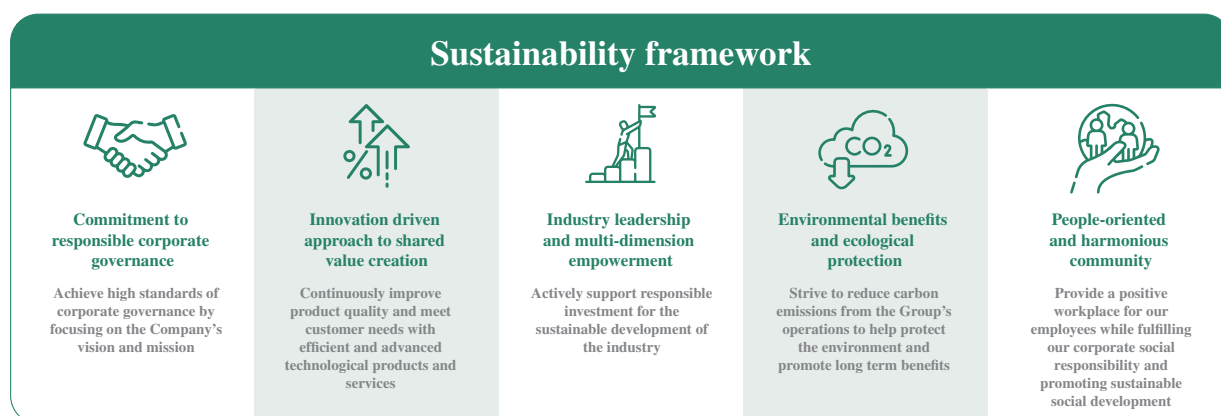 Sustainability framework
CO2
Commitment to
responsible corporate
governance
Achieve high standards of
corporate governance by
focusing on the Company's
vision and mission
Innovation driven
approach to shared
value creation
Continuously improve
product quality and meet
customer needs with
efficient and advanced
technological products and
services
Industry leadership
and multi-dimension
empowerment
Actively support responsible
investment for the
sustainable development of
the industry
Environmental benefits
and ecological
protection
Strive to reduce carbon
emissions from the Group's
operations to help protect
the environment and
promote long term benefits
People-oriented
and harmonious
community
Provide a positive
workplace for our
employees while fulfilling
our corporate social
responsibility and
promoting sustainable
social development